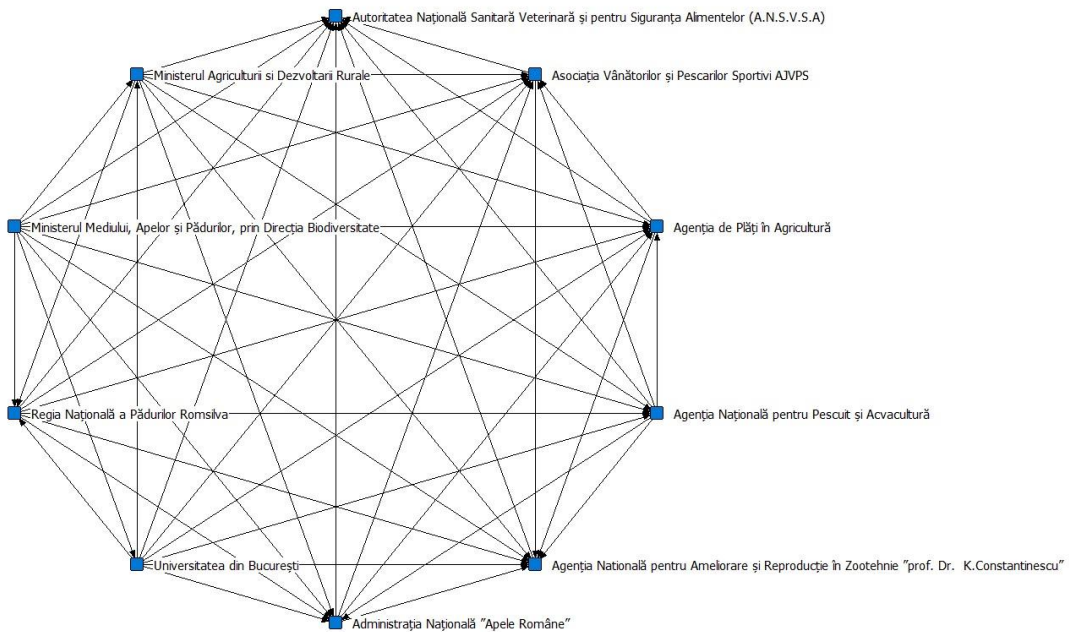 Autoritatea Națională Sanitară Veterinară și pentru Siguranța Alimentelor (A.N.S.V.S.A)
Ministerul Agriculturii si Dezvoltarii Rurale
Asociația Vânătorilor și Pescarilor Sportivi AJVPS
Ministerul Mediului, Apelor și Pădurilor, prin Direcția Biodiversitate
Agenția de Plăți în Agricultură
Regia Națională a Pădurilor Romsilva
Agenția Națională pentru Pescuit și Acvacultură
Universitatea din București
Agenția Natională pentru Ameliorare și Reproducție în Zootehnie ”prof. Dr. K.Constantinescu”
Administrația Națională ”Apele Române”